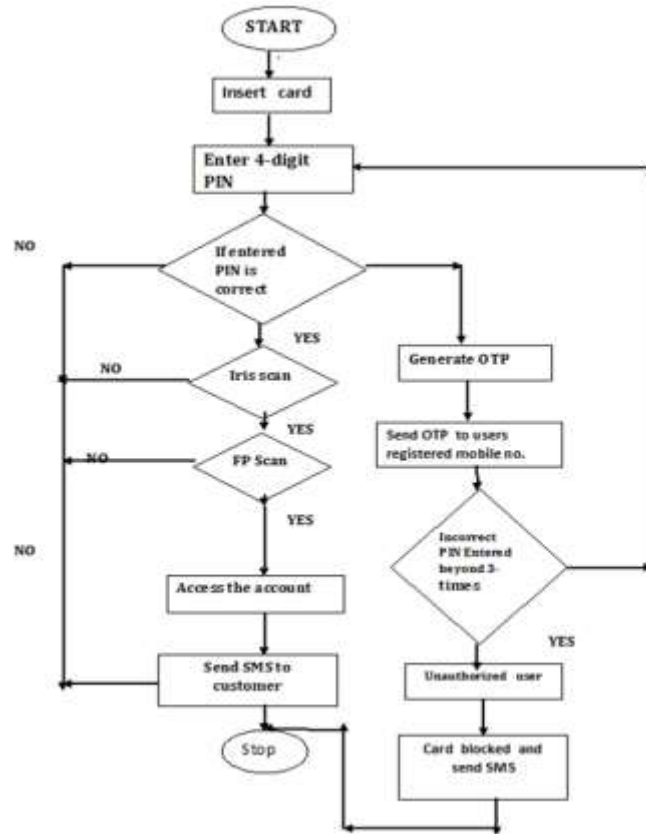 START
Insert card
Enter 4-digit
PIN
NO
If entered
PIN is
correct
YES
Generate OTP
NO
Iris scan
YES
Send OTP to users
registered mobile no.
NO
FP Scan
YES
NO
Incorrect
PIN Entered
beyond 3-
times
Access the account
YES
Send SMS to
customer
Unauthorized user
Stop
Card blocked and
send SMS